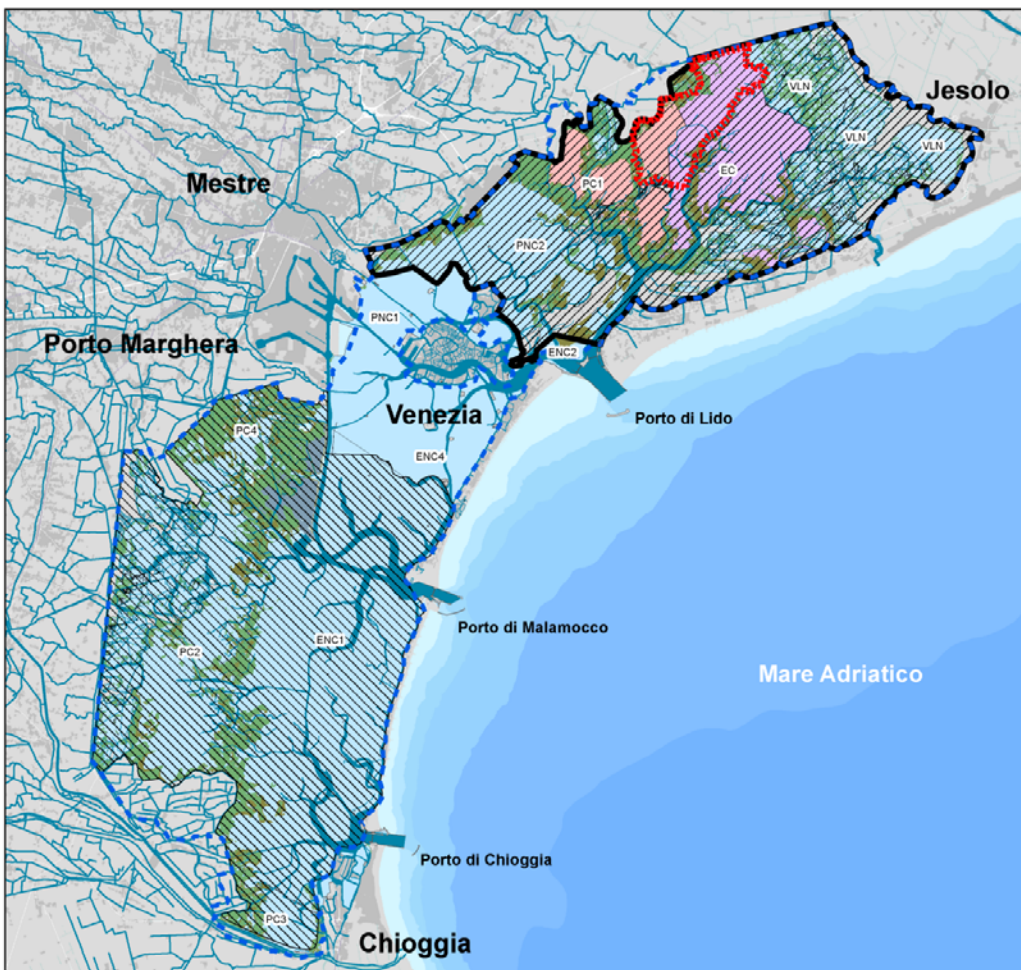 VLN
Jesolo
VLN
VLN
EC
PC1
Mestre
PNC2
PNC1
Porto Marghera
ENC2
Venezia
Porto di Lido
PC4
ENC4
Porto di Malamocco
ENC1
PC2
Mare Adriatico
Porto di Chioggia
PC3
Chioggia